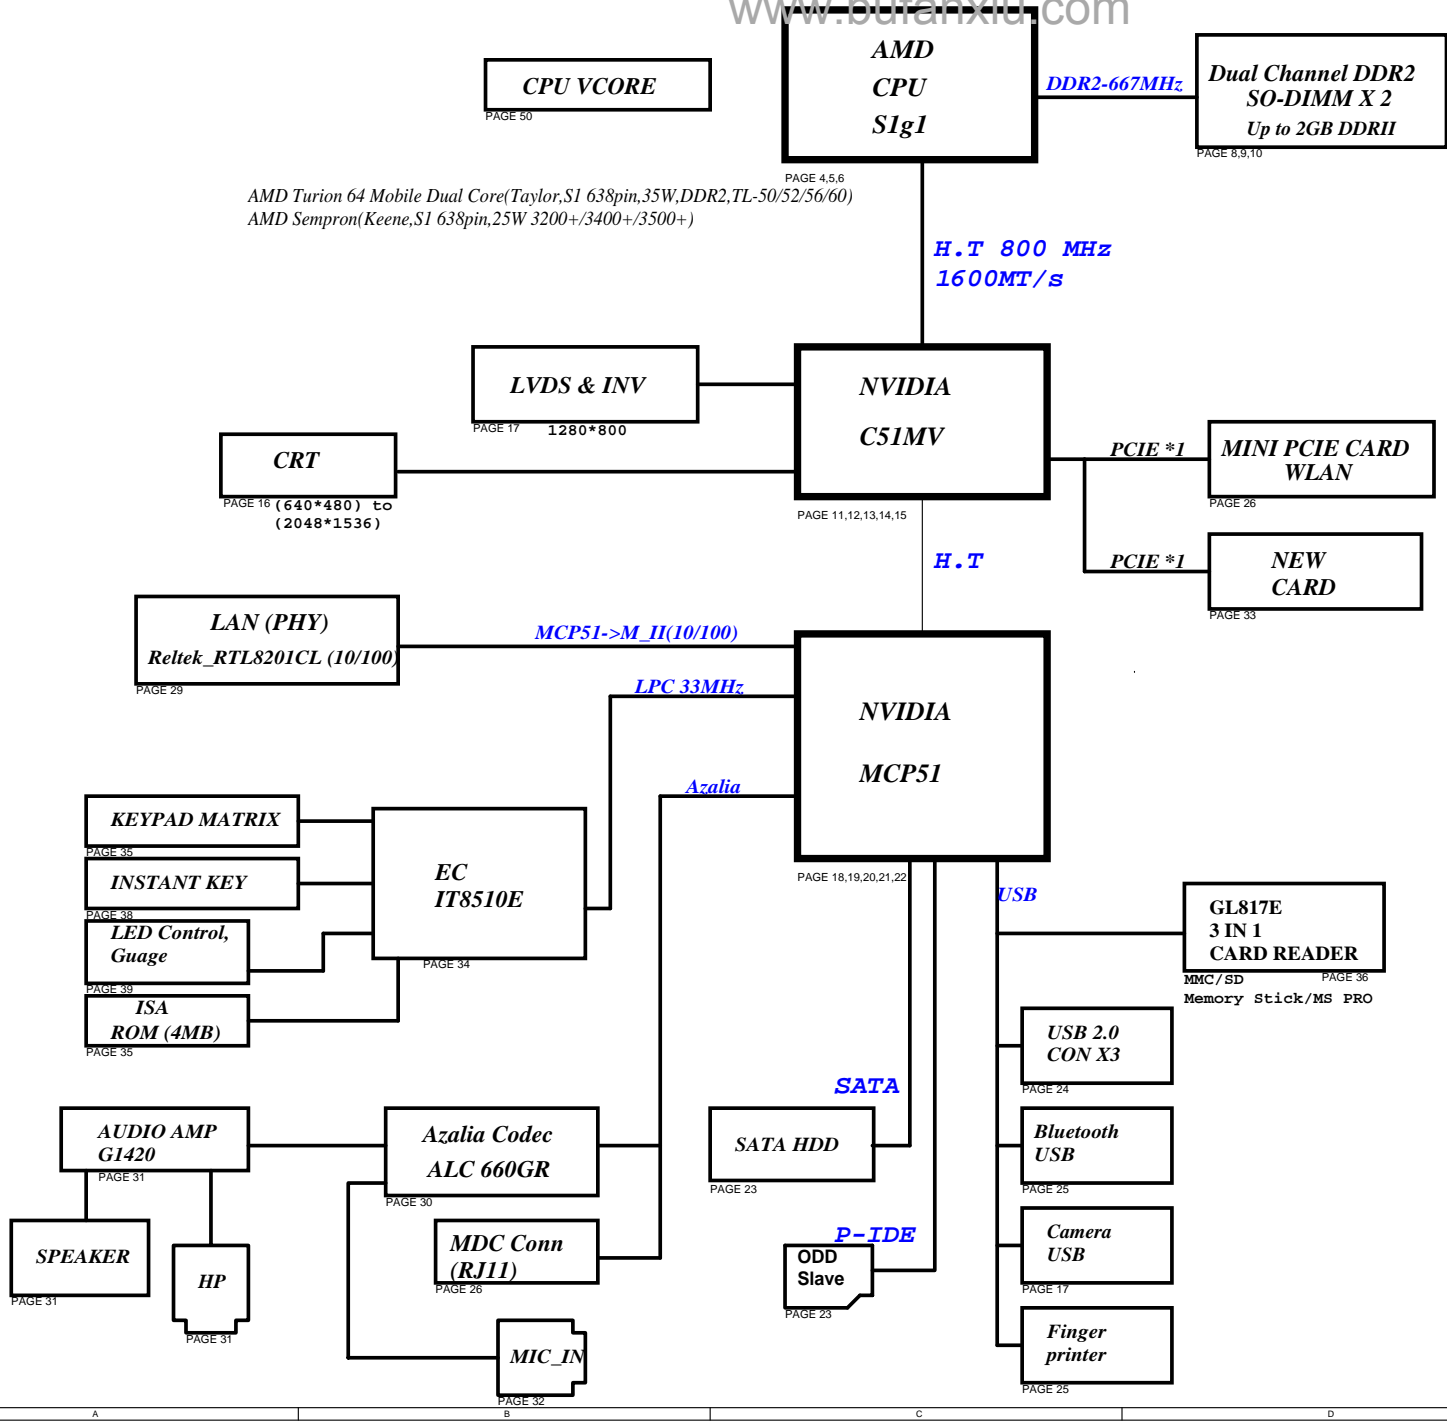 www.bufanxiu.com
AMD
CPU
S1g1
PAGE 4,5,6
CPU VCORE
PAGE 50
DDR2-667MHz
Dual Channel DDR2
SO-DIMM X 2
Up to 2GB DDRII
PAGE 8,9,10
AMD Turion 64 Mobile Dual Core(Taylor,S1 638pin,35W,DDR2,TL-50/52/56/60)
AMD Sempron(Keene,S1 638pin,25W 3200+/3400+/3500+)
H.T 800 MHz
1600MT/s
LVDS & INV
PAGE 17
1280*800
NVIDIA
C51MV
PAGE 11,12,13,14,15
CRT
PAGE 16
(640*480) to
(2048*1536)
PCIE *1
MINI PCIE CARD
WLAN
PAGE 26
PCIE *1
NEW
CARD
PAGE 33
H.T
LAN (PHY)
Reltek_RTL8201CL (10/100)
PAGE 29
MCP51->M_II(10/100)
LPC 33MHz
Azalia
NVIDIA
MCP51
PAGE 18,19,20,21,22
KEYPAD MATRIX
PAGE 35
INSTANT KEY
PAGE 38
LED Control,
Guage
PAGE 39
ISA
ROM (4MB)
PAGE 35
EC
IT8510E
PAGE 34
USB
GL817E
3 IN 1
CARD READER
PAGE 36
MMC/SD
Memory Stick/MS PRO
USB 2.0
CON X3
PAGE 24
Bluetooth
USB
PAGE 25
Camera
USB
PAGE 17
Finger
printer
PAGE 25
SATA
SATA HDD
PAGE 23
P-IDE
ODD
Slave
PAGE 23
AUDIO AMP
G1420
PAGE 31
Azalia Codec
ALC 660GR
PAGE 30
MDC Conn
(RJ11)
PAGE 26
SPEAKER
PAGE 31
HP
PAGE 31
MIC_IN
PAGE 32
A
B
C
D